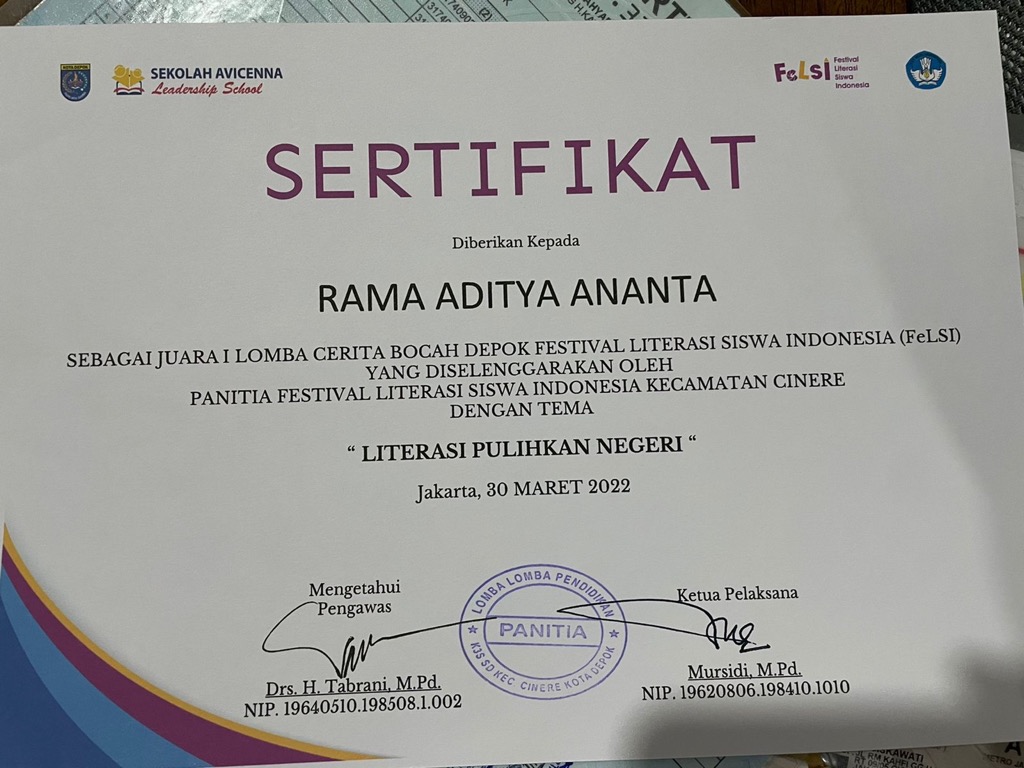 KOTA DEPOK
SEKOLAH AVICENNA
Leadership School
FeLSI
Festival
Literasi
Siswa
Indonesia
SERTIFIKAT
Diberikan Kepada
RAMA ADITYA ANANTA
SEBAGAI JUARA I LOMBA CERITA BOCAH DEPOK FESTIVAL LITERASI SISWA INDONESIA (FeLSI)
YANG DISELENGGARAKAN OLEH
PANITIA FESTIVAL LITERASI SISWA INDONESIA KECAMATAN CINERE
DENGAN TEMA
“ LITERASI PULIHKAN NEGERI “
Jakarta, 30 MARET 2022
Mengetahui
Pengawas
Drs. H. Tabrani, M.Pd.
NIP. 19640510.198508.1.002
LOMBA LOMBA PENDIDIKAN
PANITIA
K3S SD KEC. CINERE KOTA DEPOK
Ketua Pelaksana
Mursidi, M.Pd.
NIP. 19620806.198410.1010